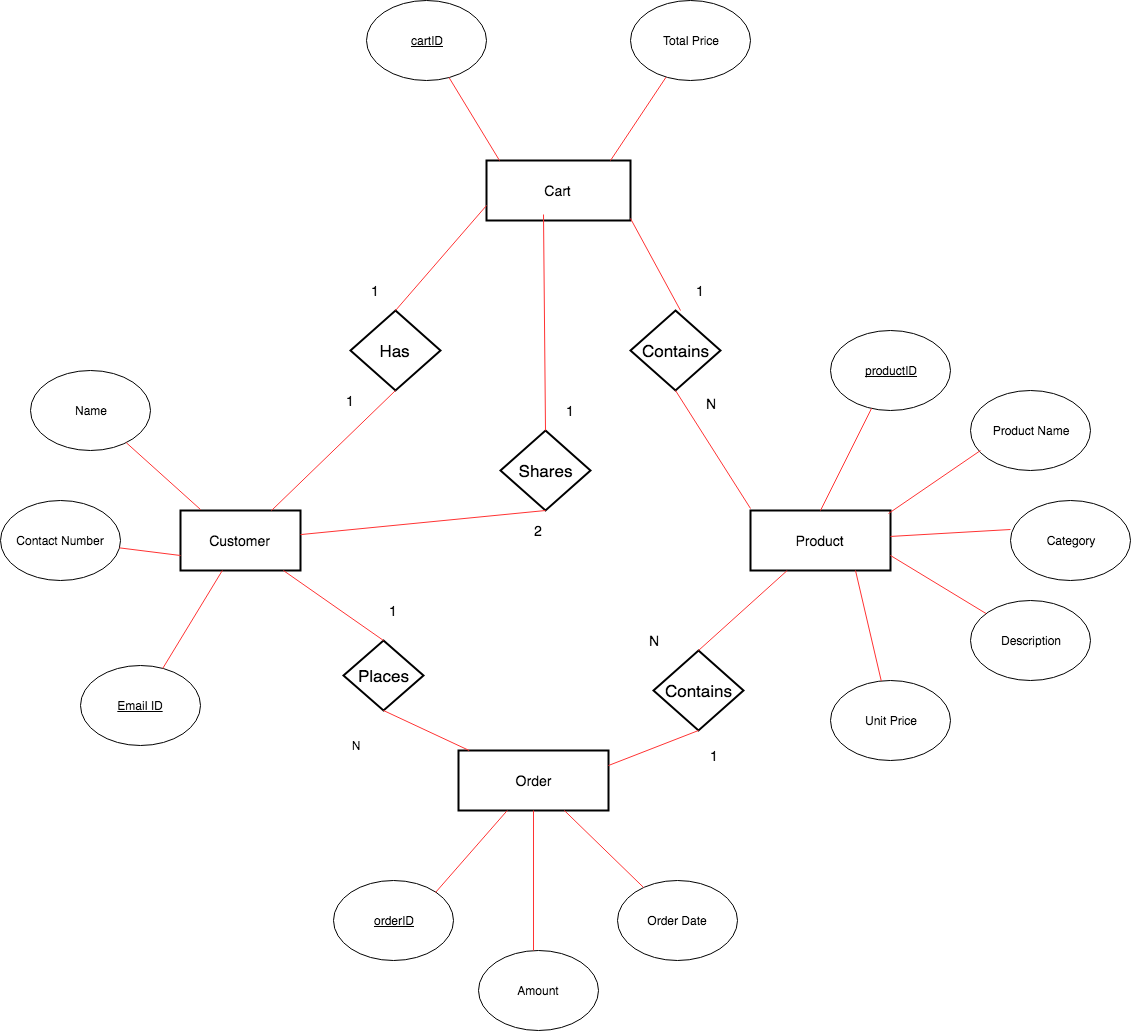 cartID
Total Price
Cart
1
1
Has
Contains
1
N
1
Shares
2
productID
Product Name
Name
Contact Number
Customer
Product
Category
Description
Email ID
1
Places
N
N
Contains
1
Unit Price
Order
orderID
Order Date
Amount